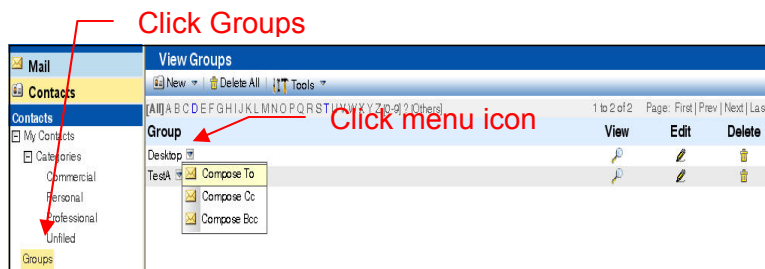 Click Groups
Mail
View Groups
New Delete All Tools
Contacts
[All] A B C D E F G H I J K L M N O P Q R S T U V W X Y Z [0-9] ? [Others] 1 to 2 of 2 Page: First | Prev | Next | Las
Click menu icon
Contacts
My Contacts
Group View Edit Delete
Categories
Desktop
Commercial
TestA
Compose To
Personal
Compose Cc
Professional
Compose Bcc
Unfiled
Groups